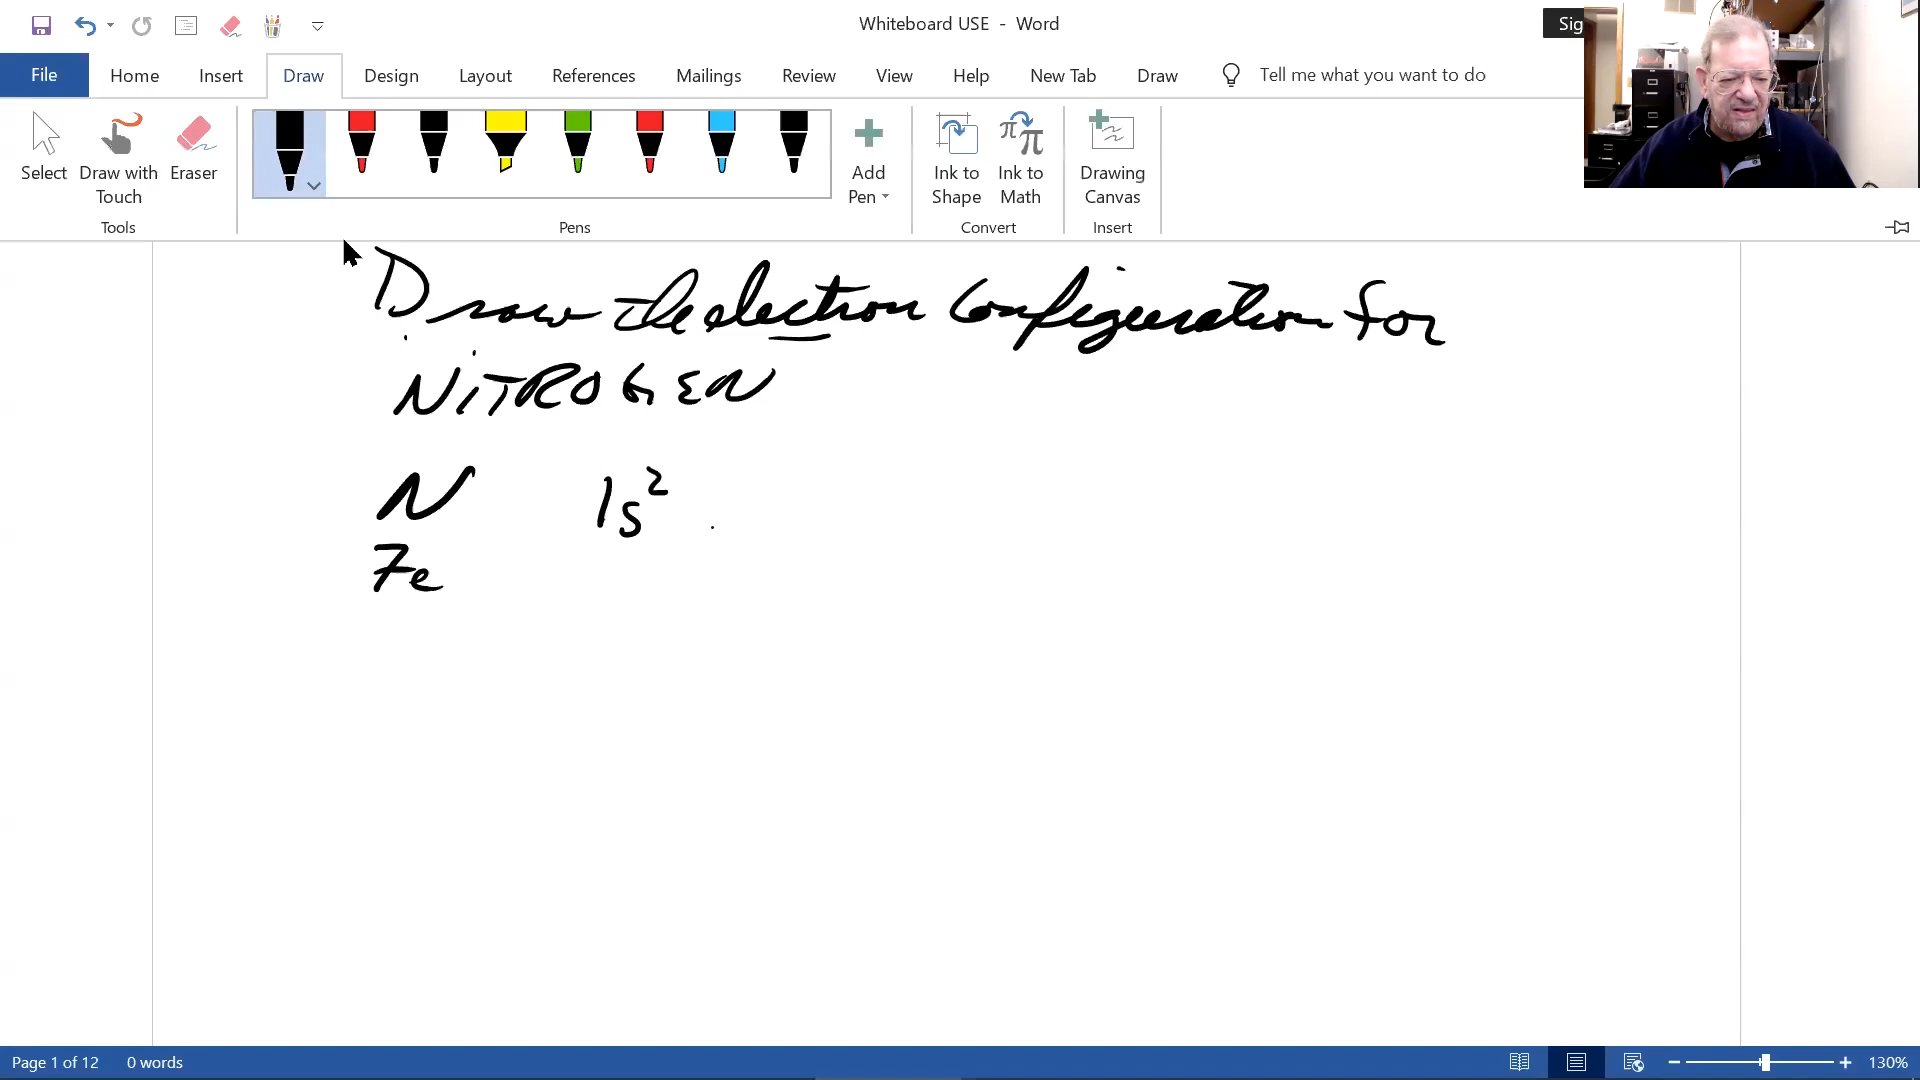 Whiteboard USE - Word
Sig
File Home Insert Draw Design Layout References Mailings Review View Help New Tab Draw Tell me what you want to do
Select Draw with Touch Eraser Add Pen Ink to Shape Ink to Math Drawing Canvas
Tools Pens Convert Insert
Draw the electron configuration for
NITROGEN
N 1s²
7e
Page 1 of 12 0 words 130%